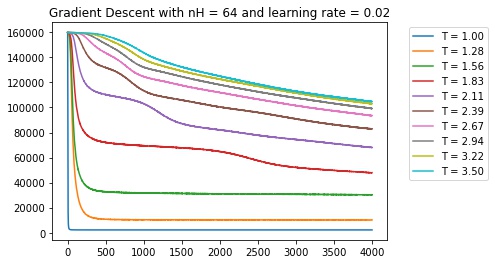 Gradient Descent with nH = 64 and learning rate = 0.02
160000
140000
120000
100000
80000
60000
40000
20000
0
0 500 1000 1500 2000 2500 3000 3500 4000
T = 1.00
T = 1.28
T = 1.56
T = 1.83
T = 2.11
T = 2.39
T = 2.67
T = 2.94
T = 3.22
T = 3.50